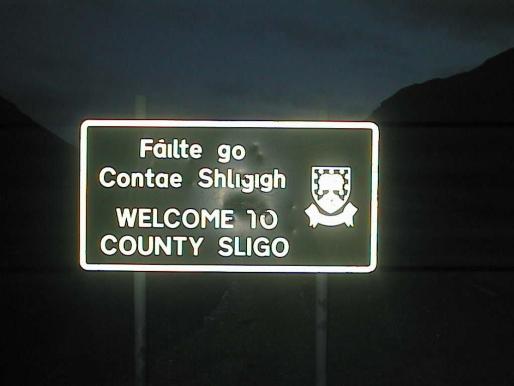 Fáilte go
Contae Shligigh
WELCOME TO
COUNTY SLIGO